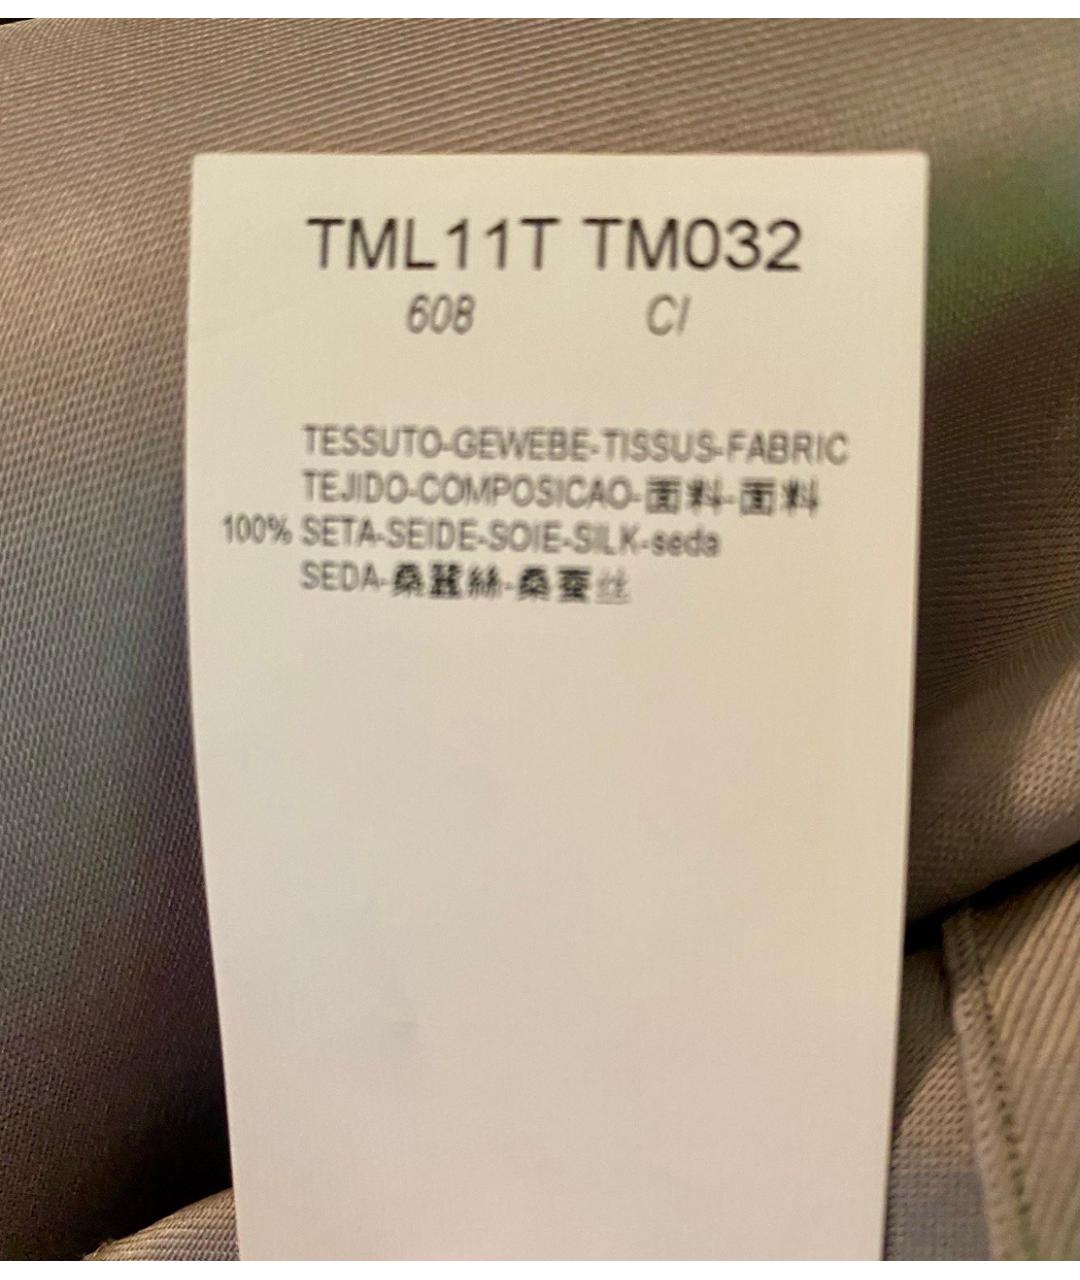 TML11T TM032
608 CI
TESSUTO-GEWEBE-TISSUS-FABRIC
TEJIDO-COMPOSICAO-面料-面料
100% SETA-SEIDE-SOIE-SILK-seda
SEDA-桑蠶絲-桑蚕丝